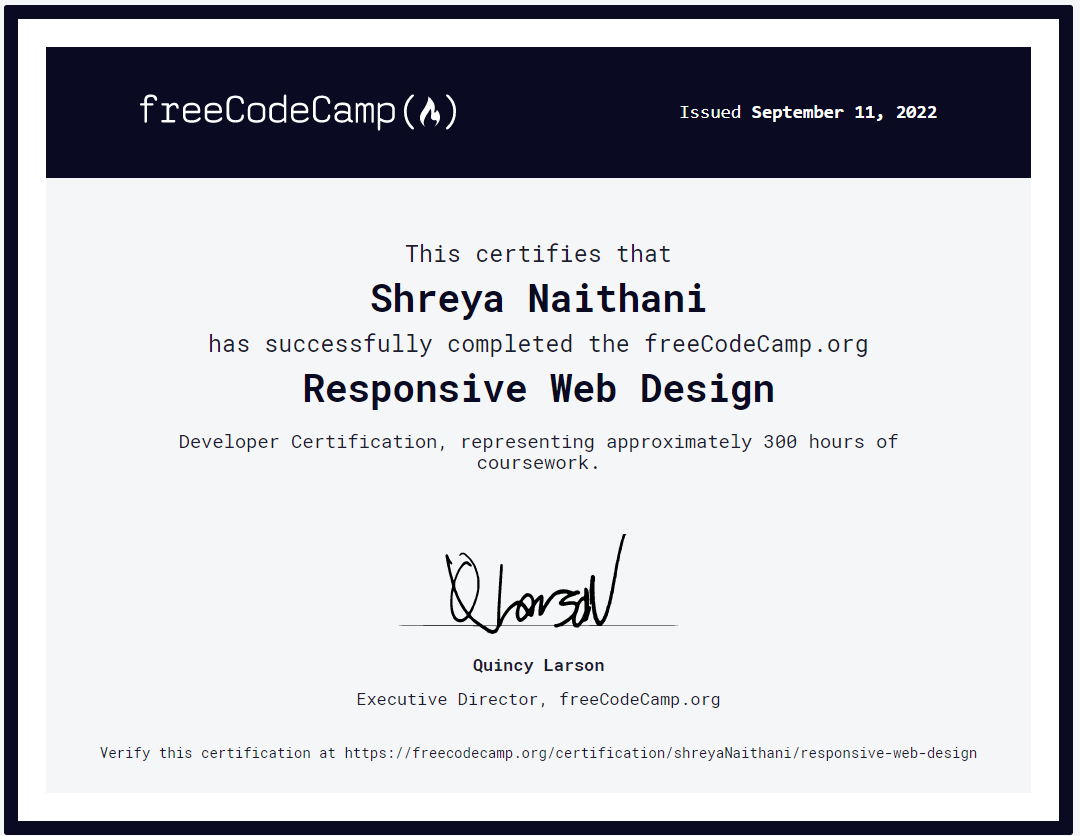 freeCodeCamp(🔥)
Issued September 11, 2022
This certifies that
Shreya Naithani
has successfully completed the freeCodeCamp.org
Responsive Web Design
Developer Certification, representing approximately 300 hours of
coursework.
Q Larson
Quincy Larson
Executive Director, freeCodeCamp.org
Verify this certification at https://freecodecamp.org/certification/shreyaNaithani/responsive-web-design